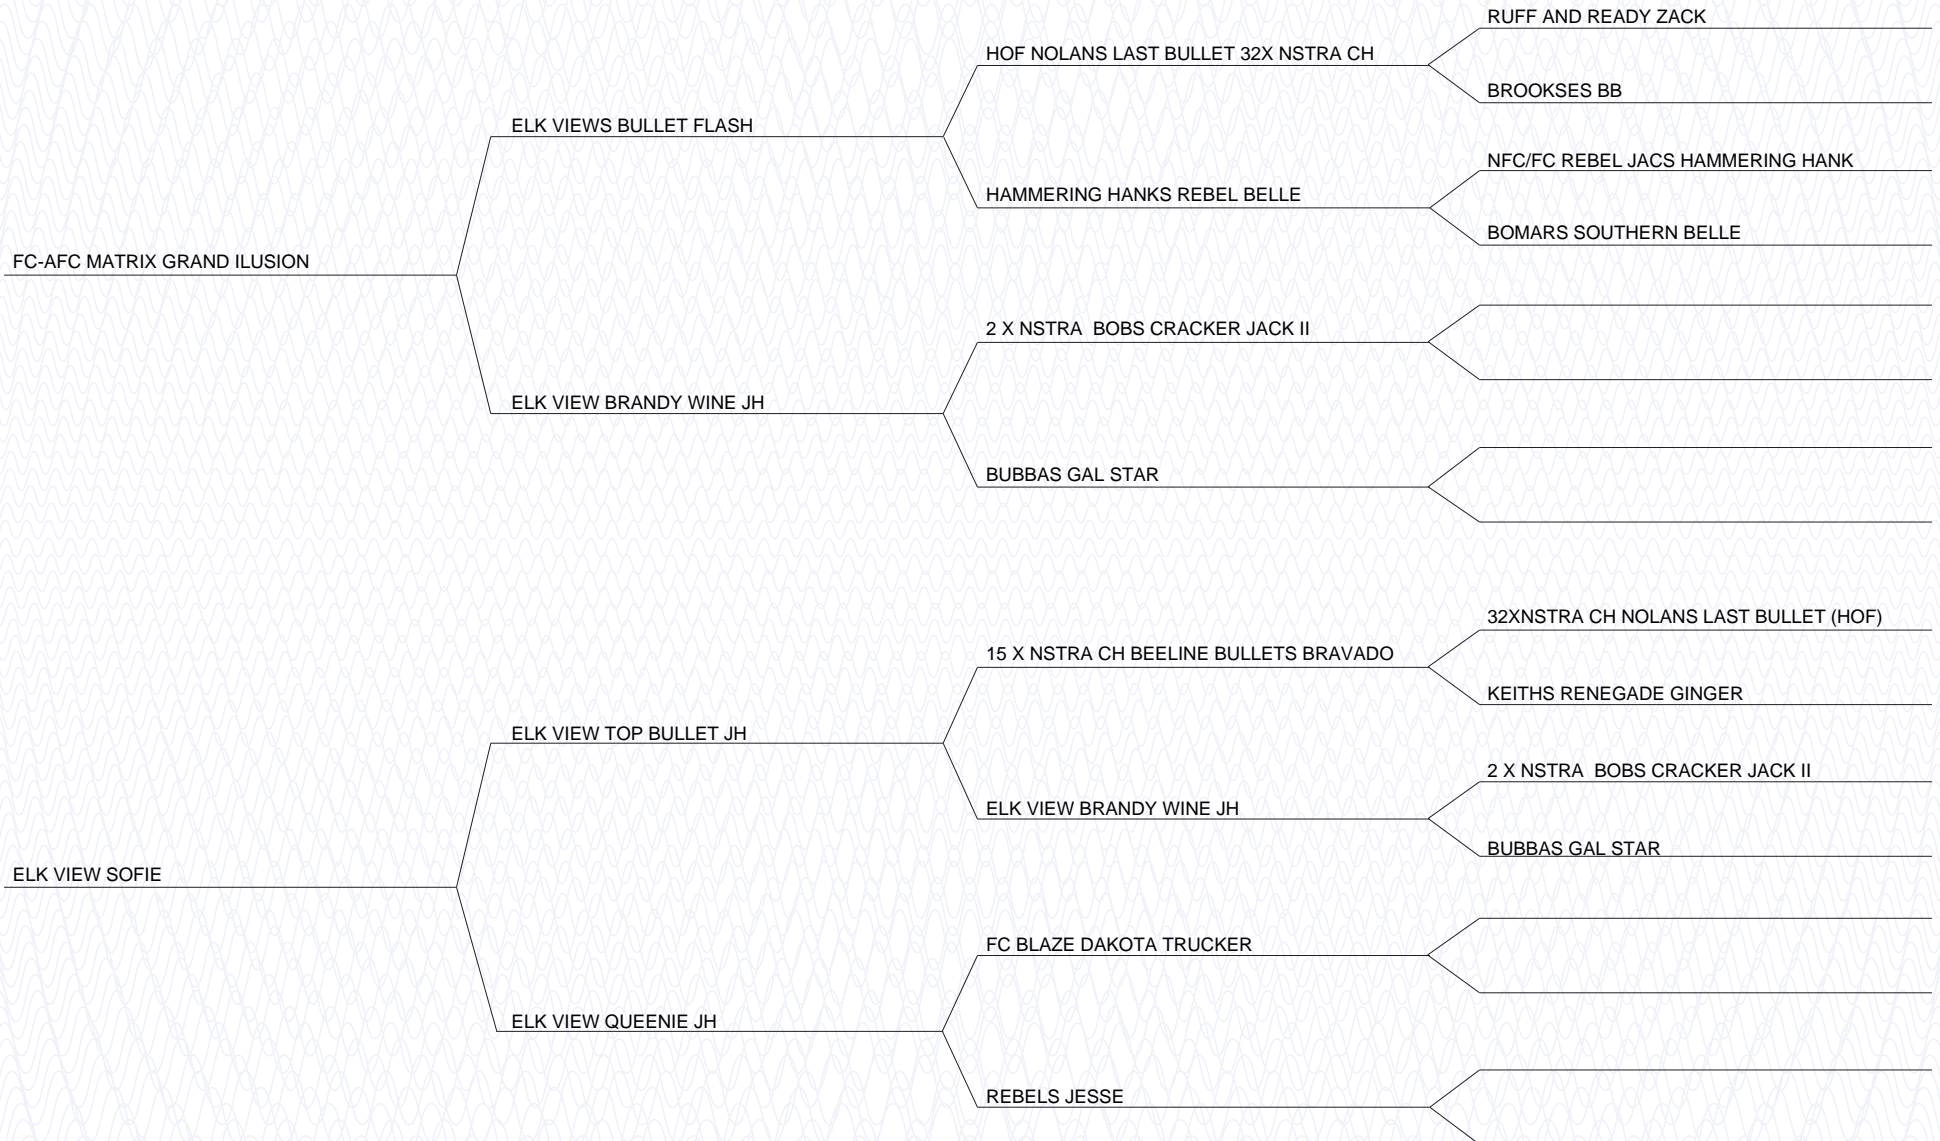 RUFF AND READY ZACK
HOF NOLANS LAST BULLET 32X NSTRA CH
BROOKSES BB
ELK VIEWS BULLET FLASH
NFC/FC REBEL JACS HAMMERING HANK
HAMMERING HANKS REBEL BELLE
BOMARS SOUTHERN BELLE
FC-AFC MATRIX GRAND ILUSION
2 X NSTRA  BOBS CRACKER JACK II
ELK VIEW BRANDY WINE JH
BUBBAS GAL STAR
32XNSTRA CH NOLANS LAST BULLET (HOF)
15 X NSTRA CH BEELINE BULLETS BRAVADO
KEITHS RENEGADE GINGER
ELK VIEW TOP BULLET JH
2 X NSTRA  BOBS CRACKER JACK II
ELK VIEW BRANDY WINE JH
BUBBAS GAL STAR
ELK VIEW SOFIE
FC BLAZE DAKOTA TRUCKER
ELK VIEW QUEENIE JH
REBELS JESSE